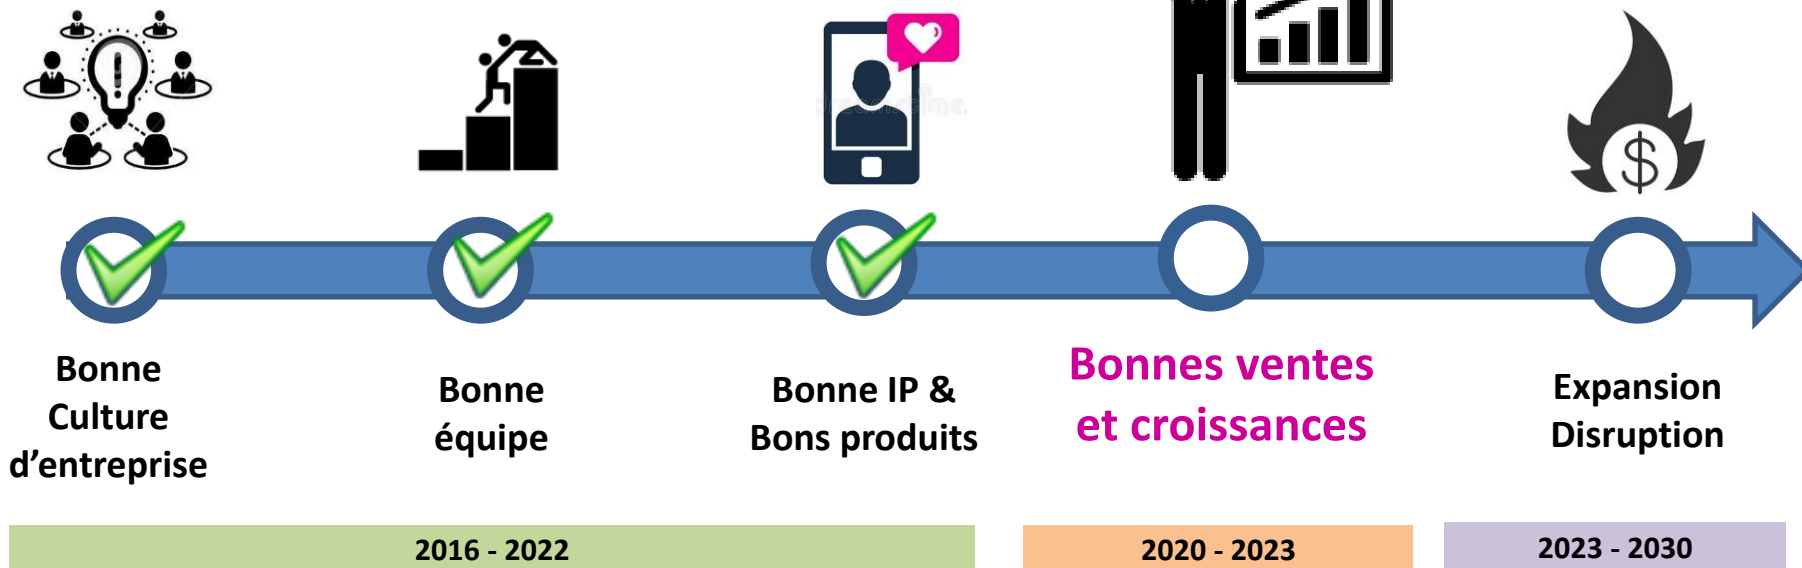 Bonne
Culture
d'entreprise
Bonne
équipe
Bonne IP &
Bons produits
Bonnes ventes
et croissances
Expansion
Disruption
2016 - 2022
2020 - 2023
2023 - 2030
$